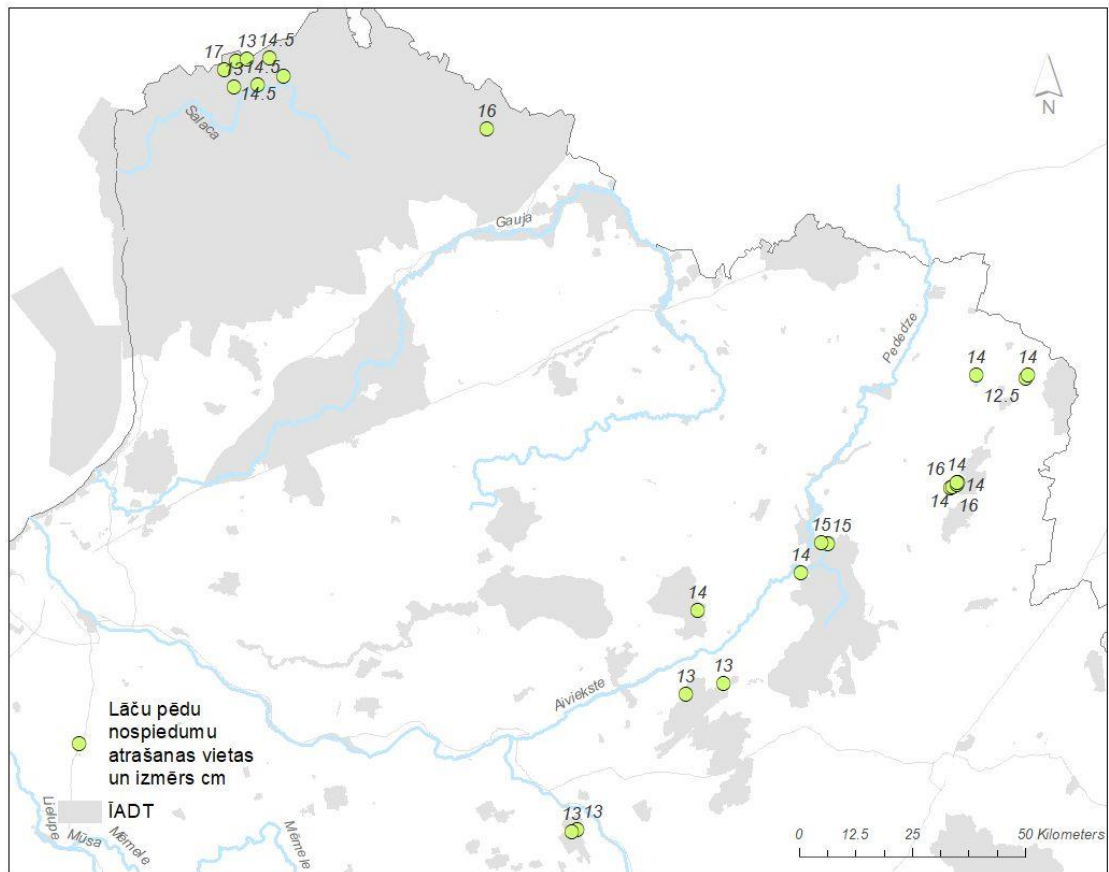 13 14.5
17
13 14.5
14.5
Salaca
16
N
Gauja
Pededze
14 14
12.5
16 14
14
14 16
15 15
14
14
13
13
Aiviekste
Lāču pēdu
nospiedumu
atrašanas vietas
un izmērs cm
ĪADT
13 13
Lielupe
Mūsa
Mēmele
Mēmele
0 12.5 25 50 Kilometers